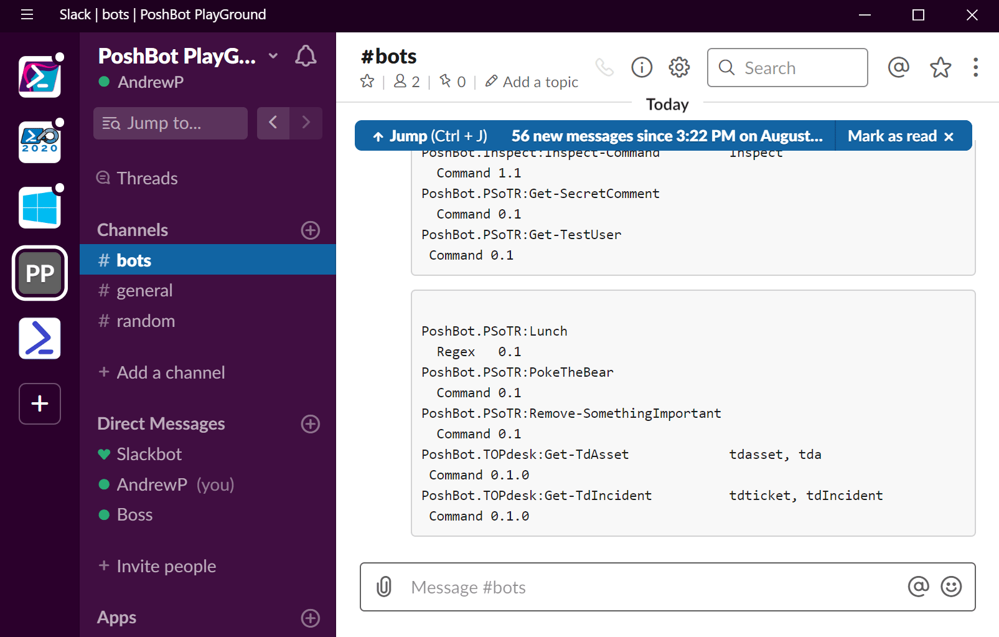 Slack | bots | PoshBot PlayGround
2020
PP
PoshBot PlayG...
AndrewP
Jump to...
Threads
Channels
# bots
# general
# random
+ Add a channel
Direct Messages
Slackbot
AndrewP (you)
Boss
+ Invite people
Apps
#bots
2 | 0 | Add a topic
Search
Today
Jump (Ctrl + J) 56 new messages since 3:22 PM on August... Mark as read
PoshBot.Inspect:Inspect-Command Inspect
Command 1.1
PoshBot.PSoTR:Get-SecretComment
Command 0.1
PoshBot.PSoTR:Get-TestUser
Command 0.1
PoshBot.PSoTR:Lunch
Regex 0.1
PoshBot.PSoTR:PokeTheBear
Command 0.1
PoshBot.PSoTR:Remove-SomethingImportant
Command 0.1
PoshBot.TOPdesk:Get-TdAsset tdasset, tda
Command 0.1.0
PoshBot.TOPdesk:Get-TdIncident tdticket, tdIncident
Command 0.1.0
Message #bots